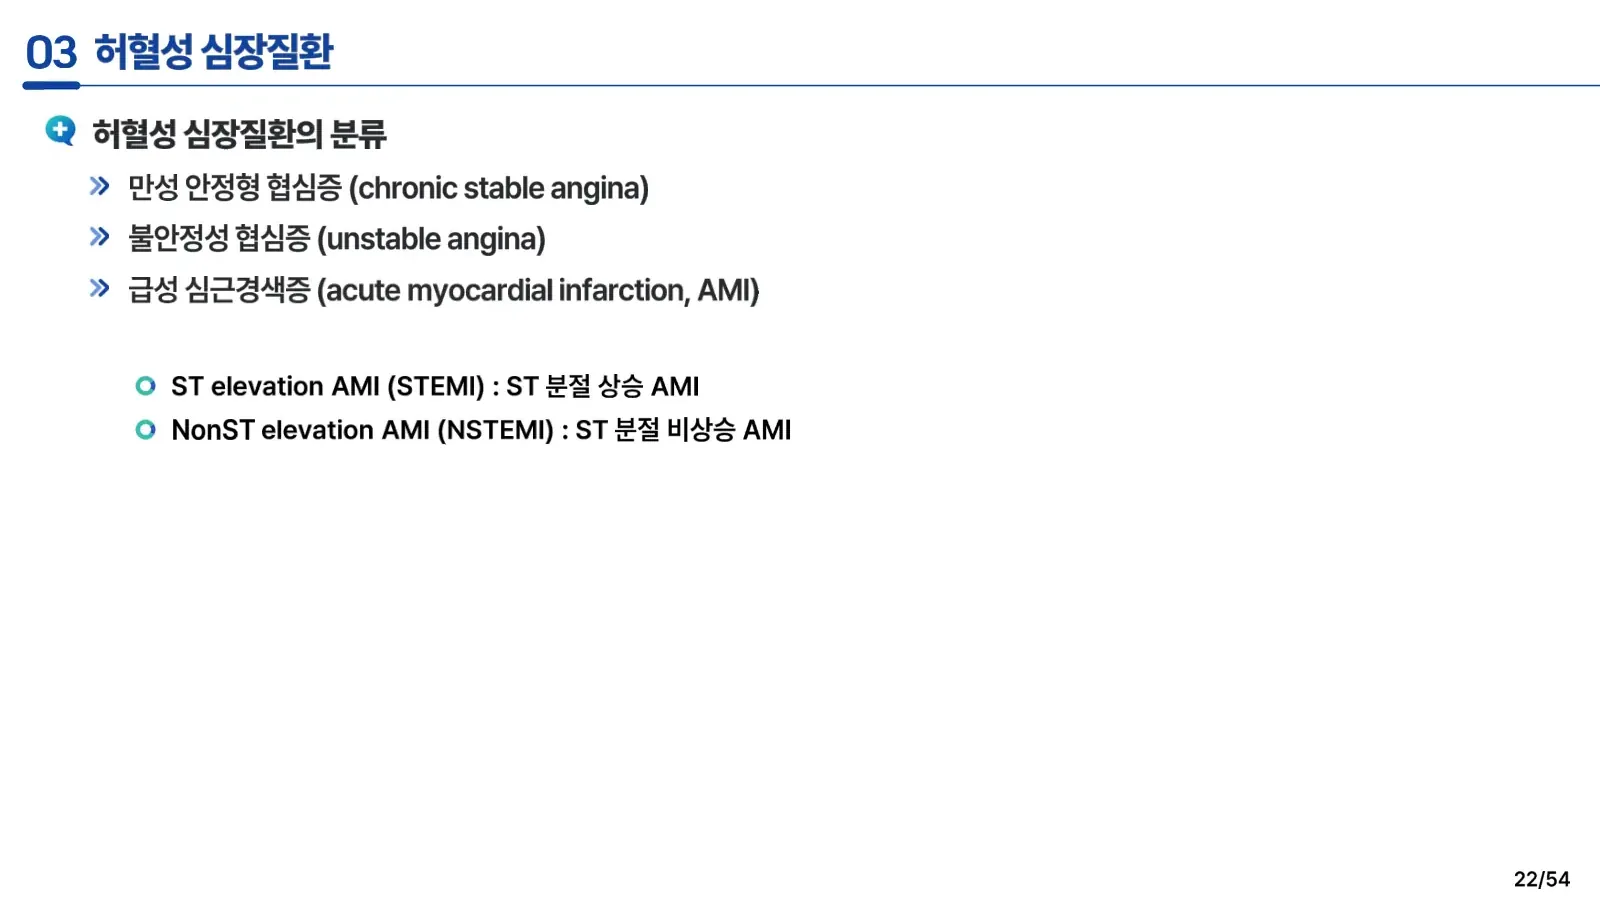 03 허혈성 심장질환
허혈성 심장질환의 분류
만성 안정형 협심증 (chronic stable angina)
불안정성 협심증 (unstable angina)
급성 심근경색증 (acute myocardial infarction, AMI)
ST elevation AMI (STEMI) : ST 분절 상승 AMI
NonST elevation AMI (NSTEMI) : ST 분절 비상승 AMI
22/54